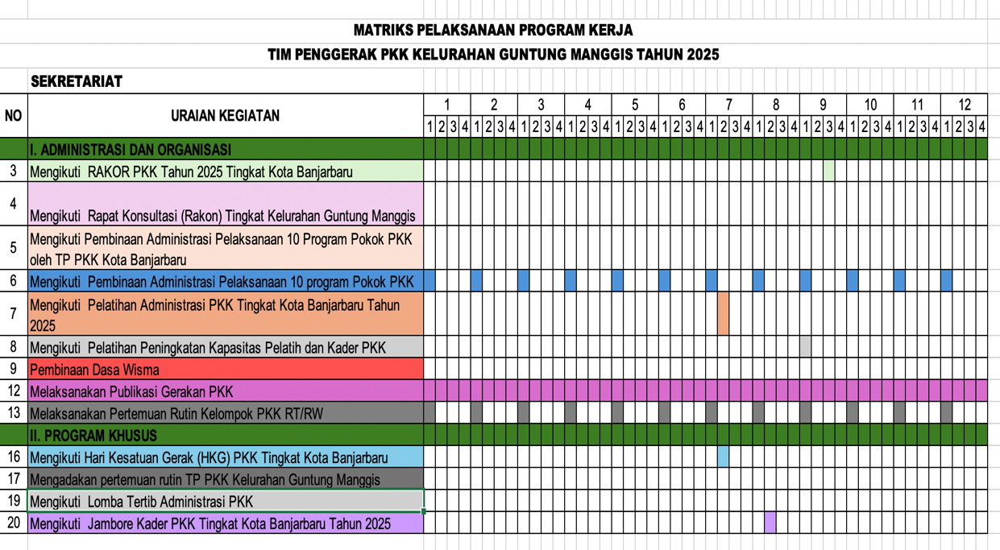 MATRIKS PELAKSANAAN PROGRAM KERJA
TIM PENGGERAK PKK KELURAHAN GUNTUNG MANGGIS TAHUN 2025
SEKRETARIAT
NO URAIAN KEGIATAN 1 2 3 4 5 6 7 8 9 10 11 12
1 2 3 4 1 2 3 4 1 2 3 4 1 2 3 4 1 2 3 4 1 2 3 4 1 2 3 4 1 2 3 4 1 2 3 4 1 2 3 4 1 2 3 4 1 2 3 4
I. ADMINISTRASI DAN ORGANISASI
3 Mengikuti RAKOR PKK Tahun 2025 Tingkat Kota Banjarbaru
4 Mengikuti Rapat Konsultasi (Rakon) Tingkat Kelurahan Guntung Manggis
5 Mengikuti Pembinaan Administrasi Pelaksanaan 10 Program Pokok PKK
oleh TP PKK Kota Banjarbaru
6 Mengikuti Pembinaan Administrasi Pelaksanaan 10 program Pokok PKK
7 Mengikuti Pelatihan Administrasi PKK Tingkat Kota Banjarbaru Tahun
2025
8 Mengikuti Pelatihan Peningkatan Kapasitas Pelatih dan Kader PKK
9 Pembinaan Dasa Wisma
12 Melaksanakan Publikasi Gerakan PKK
13 Melaksanakan Pertemuan Rutin Kelompok PKK RT/RW
II. PROGRAM KHUSUS
16 Mengikuti Hari Kesatuan Gerak (HKG) PKK Tingkat Kota Banjarbaru
17 Mengadakan pertemuan rutin TP PKK Kelurahan Guntung Manggis
19 Mengikuti Lomba Tertib Administrasi PKK
20 Mengikuti Jambore Kader PKK Tingkat Kota Banjarbaru Tahun 2025